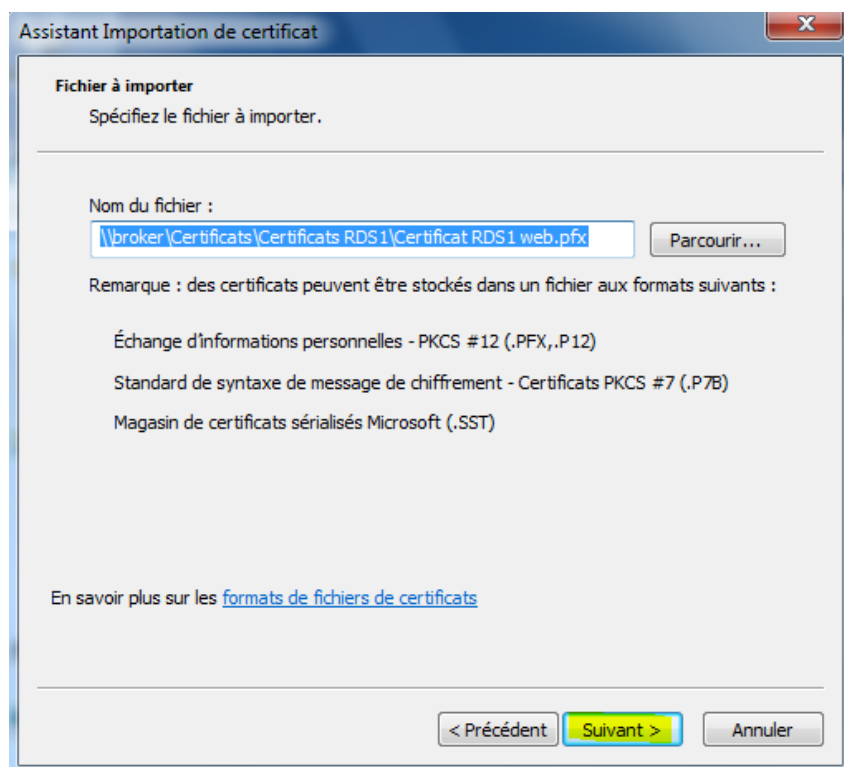 Assistant Importation de certificat
Fichier à importer
Spécifiez le fichier à importer.
Nom du fichier :
\\broker\Certificats\Certificats RDS1\Certificat RDS1 web.pfx
Parcourir...
Remarque : des certificats peuvent être stockés dans un fichier aux formats suivants :
Échange d'informations personnelles - PKCS #12 (.PFX,.P12)
Standard de syntaxe de message de chiffrement - Certificats PKCS #7 (.P7B)
Magasin de certificats sérialisés Microsoft (.SST)
En savoir plus sur les formats de fichiers de certificats
< Précédent
Suivant >
Annuler